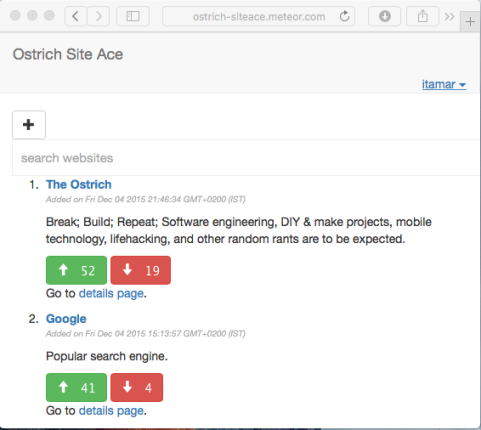 ostrich-siteace.meteor.com
Ostrich Site Ace
itamar
search websites
1. The Ostrich
Added on Fri Dec 04 2015 21:46:34 GMT+0200 (IST)
Break; Build; Repeat; Software engineering, DIY & make projects, mobile
technology, lifehacking, and other random rants are to be expected.
52 19
Go to details page.
2. Google
Added on Fri Dec 04 2015 15:13:57 GMT+0200 (IST)
Popular search engine.
41 4
Go to details page.